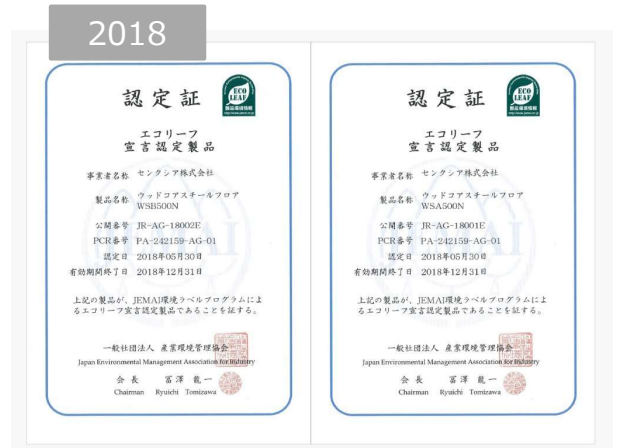 2018
認定証
ECO
LEAF
製品環境情報
エコリーフ
宣言認定製品
事業者名称 センクシア株式会社
製品名称 ウッドコアスチールフロア
WSB500N
公開番号 JR-AG-18002E
PCR番号 PA-242159-AG-01
認定日 2018年05月30日
有効期間終了日 2018年12月31日
上記の製品が、JEMAI環境ラベルプログラムによ
るエコリーフ宣言認定製品であることを証する。
一般社団法人 産業環境管理協会
Japan Environmental Management Association for Industry
会長 冨澤 龍一
Chairman Ryuichi Tomizawa
認定証
ECO
LEAF
製品環境情報
エコリーフ
宣言認定製品
事業者名称 センクシア株式会社
製品名称 ウッドコアスチールフロア
WSA500N
公開番号 JR-AG-18001E
PCR番号 PA-242159-AG-01
認定日 2018年05月30日
有効期間終了日 2018年12月31日
上記の製品が、JEMAI環境ラベルプログラムによ
るエコリーフ宣言認定製品であることを証する。
一般社団法人 産業環境管理協会
Japan Environmental Management Association for Industry
会長 冨澤 龍一
Chairman Ryuichi Tomizawa
JEMAI
JEMAI